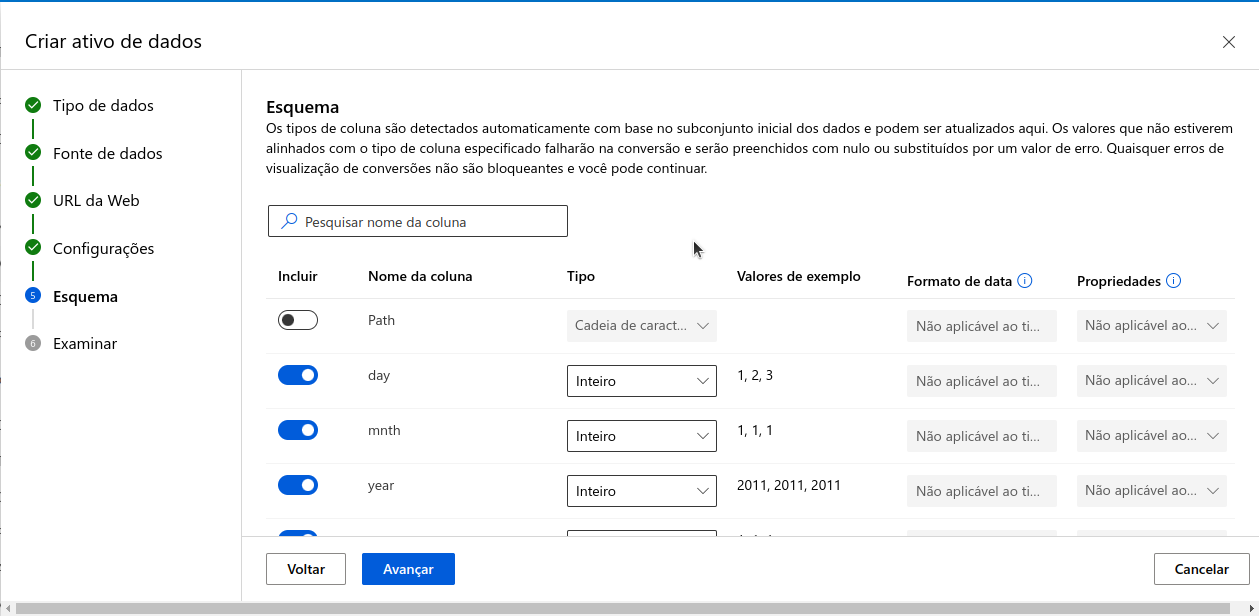 Criar ativo de dados
Tipo de dados
Fonte de dados
URL da Web
Configurações
5 Esquema
6 Examinar
Esquema
Os tipos de coluna são detectados automaticamente com base no subconjunto inicial dos dados e podem ser atualizados aqui. Os valores que não estiverem
alinhados com o tipo de coluna especificado falharão na conversão e serão preenchidos com nulo ou substituídos por um valor de erro. Quaisquer erros de
visualização de conversões não são bloqueantes e você pode continuar.
Pesquisar nome da coluna
Incluir Nome da coluna Tipo Valores de exemplo Formato de data Propriedades
Path Cadeia de caract... Não aplicável ao ti... Não aplicável ao...
day Inteiro 1, 2, 3 Não aplicável ao ti... Não aplicável ao...
mnth Inteiro 1, 1, 1 Não aplicável ao ti... Não aplicável ao...
year Inteiro 2011, 2011, 2011 Não aplicável ao ti... Não aplicável ao...
Voltar Avançar Cancelar